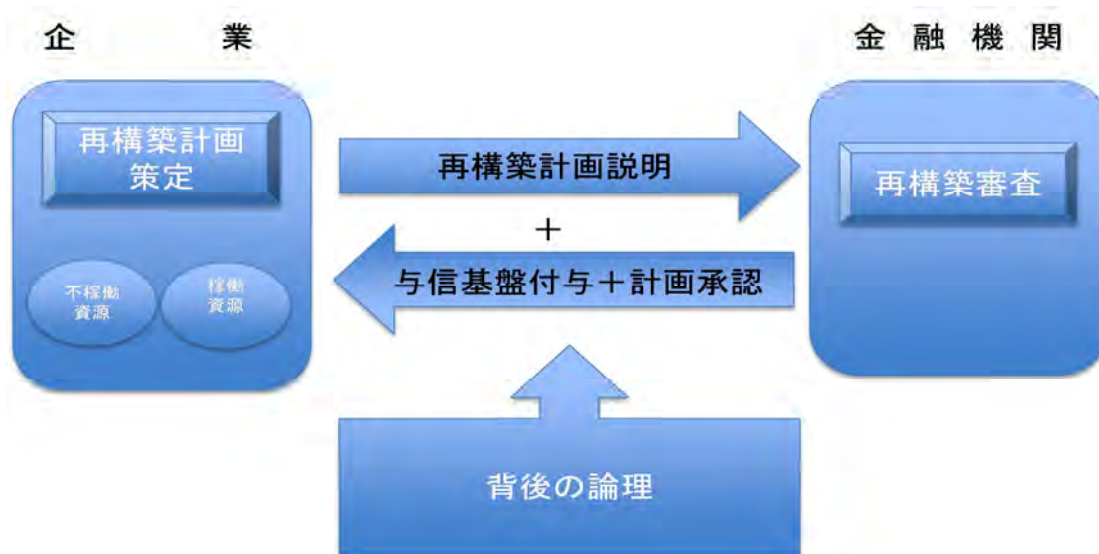 企業
金融機関
再構築計画
策定
再構築計画説明
再構築審査
+
与信基盤付与+計画承認
不稼働
資源
稼働
資源
背後の論理